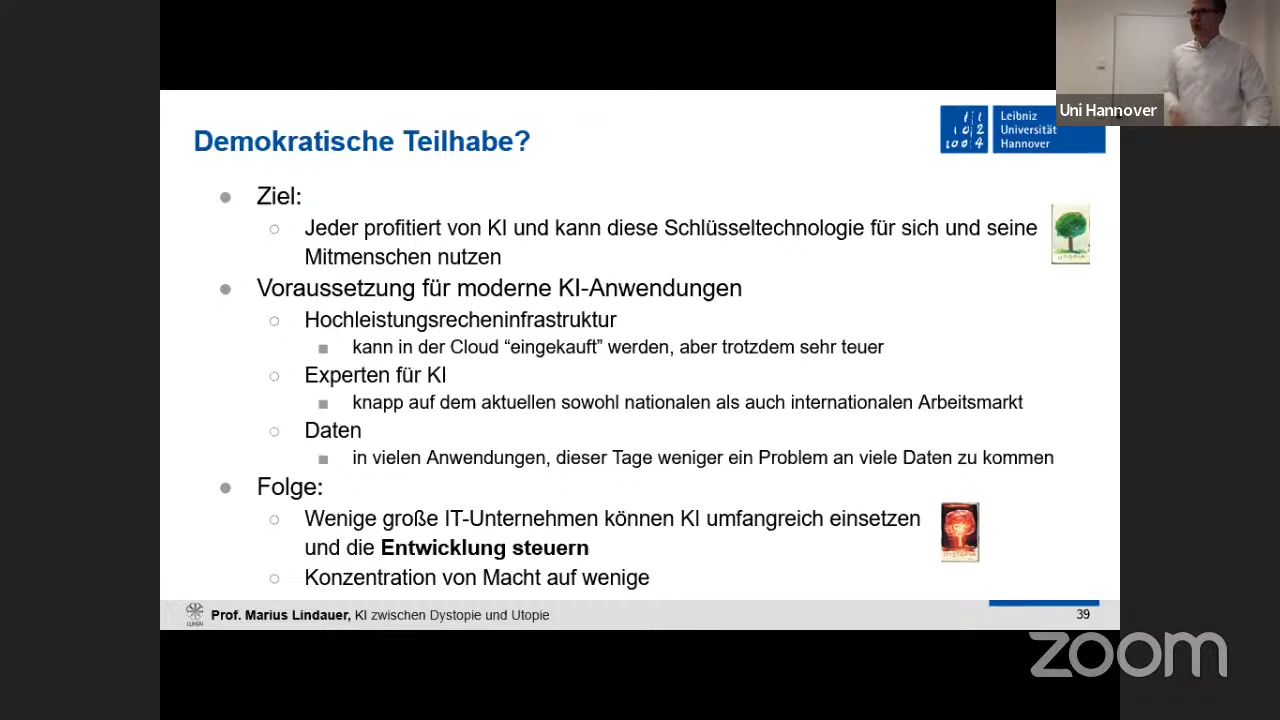 Uni Hannover
Demokratische Teilhabe?
Leibniz
Universität
Hannover
Ziel:
Jeder profitiert von KI und kann diese Schlüsseltechnologie für sich und seine
Mitmenschen nutzen
UTOPIA
Voraussetzung für moderne KI-Anwendungen
Hochleistungsrecheninfrastruktur
kann in der Cloud “eingekauft” werden, aber trotzdem sehr teuer
Experten für KI
knapp auf dem aktuellen sowohl nationalen als auch internationalen Arbeitsmarkt
Daten
in vielen Anwendungen, dieser Tage weniger ein Problem an viele Daten zu kommen
Folge:
Wenige große IT-Unternehmen können KI umfangreich einsetzen
und die Entwicklung steuern
DYSTOPIA
Konzentration von Macht auf wenige
Prof. Marius Lindauer, KI zwischen Dystopie und Utopie
39
zoom